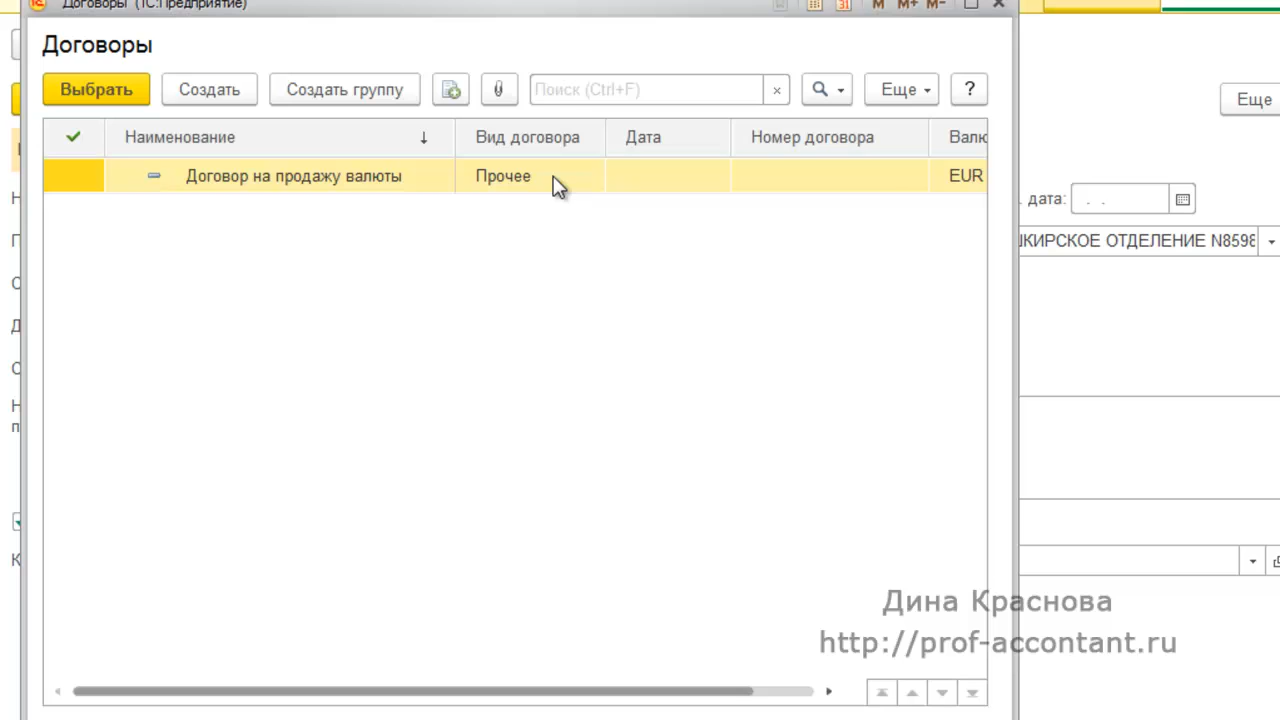 Договоры (1С:Предприятие)
M M+ M-
Договоры
Выбрать Создать Создать группу Поиск (Ctrl+F) × Еще ?
Еще
Наименование ↓ Вид договора Дата Номер договора Валю
Договор на продажу валюты Прочее EUR
дата: . .
ШКИРСКОЕ ОТДЕЛЕНИЕ N8598
Дина Краснова
http://prof-accontant.ru